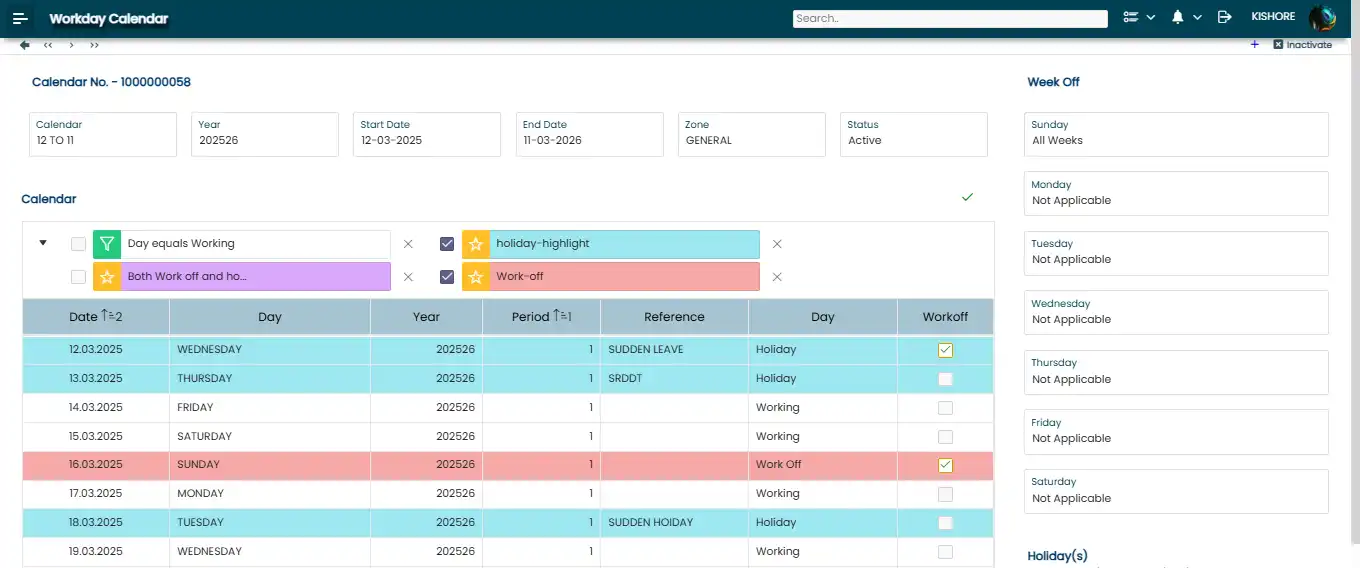 Workday Calendar
Search..
KISHORE
Inactivate
Calendar No. - 1000000058
Calendar
12 TO 11
Year
202526
Start Date
12-03-2025
End Date
11-03-2026
Zone
GENERAL
Status
Active
Calendar
Day equals Working
holiday-highlight
Both Work off and ho...
Work-off
Date 2 Day Year Period 1 Reference Day Workoff
12.03.2025 WEDNESDAY 202526 1 SUDDEN LEAVE Holiday
13.03.2025 THURSDAY 202526 1 SRDDT Holiday
14.03.2025 FRIDAY 202526 1 Working
15.03.2025 SATURDAY 202526 1 Working
16.03.2025 SUNDAY 202526 1 Work Off
17.03.2025 MONDAY 202526 1 Working
18.03.2025 TUESDAY 202526 1 SUDDEN HOIDAY Holiday
19.03.2025 WEDNESDAY 202526 1 Working
Week Off
Sunday
All Weeks
Monday
Not Applicable
Tuesday
Not Applicable
Wednesday
Not Applicable
Thursday
Not Applicable
Friday
Not Applicable
Saturday
Not Applicable
Holiday(s)